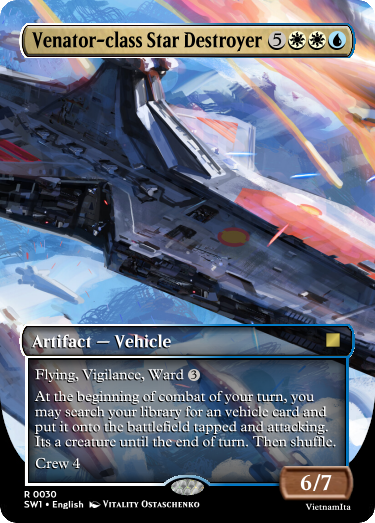 Venator-class Star Destroyer 5
Artifact — Vehicle
Flying, Vigilance, Ward 3
At the beginning of combat of your turn, you
may search your library for an vehicle card and
put it onto the battlefield tapped and attacking.
Its a creature until the end of turn. Then shuffle.
Crew 4
6/7
R 0030
SW1 • English Vitality Ostaschenko
VietnamIta